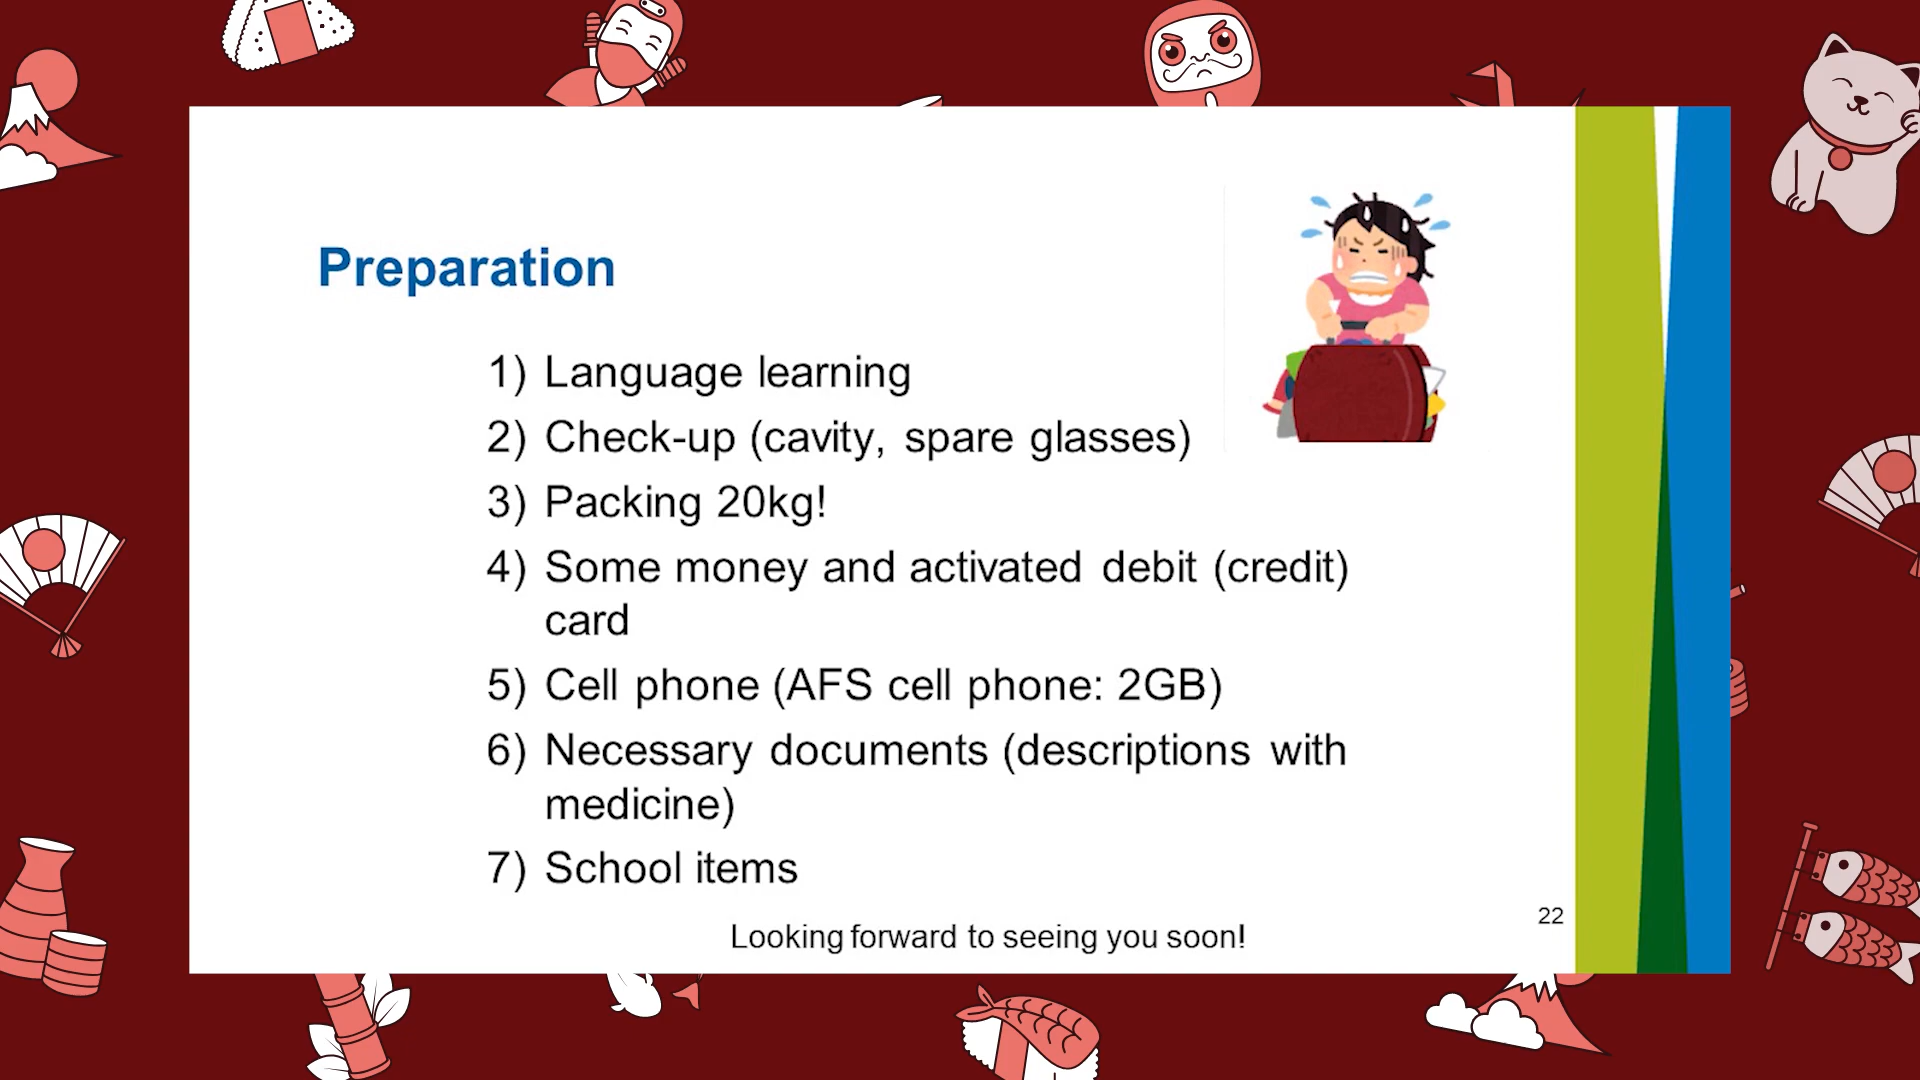 Preparation
1) Language learning
2) Check-up (cavity, spare glasses)
3) Packing 20kg!
4) Some money and activated debit (credit)
card
5) Cell phone (AFS cell phone: 2GB)
6) Necessary documents (descriptions with
medicine)
7) School items
22
Looking forward to seeing you soon!